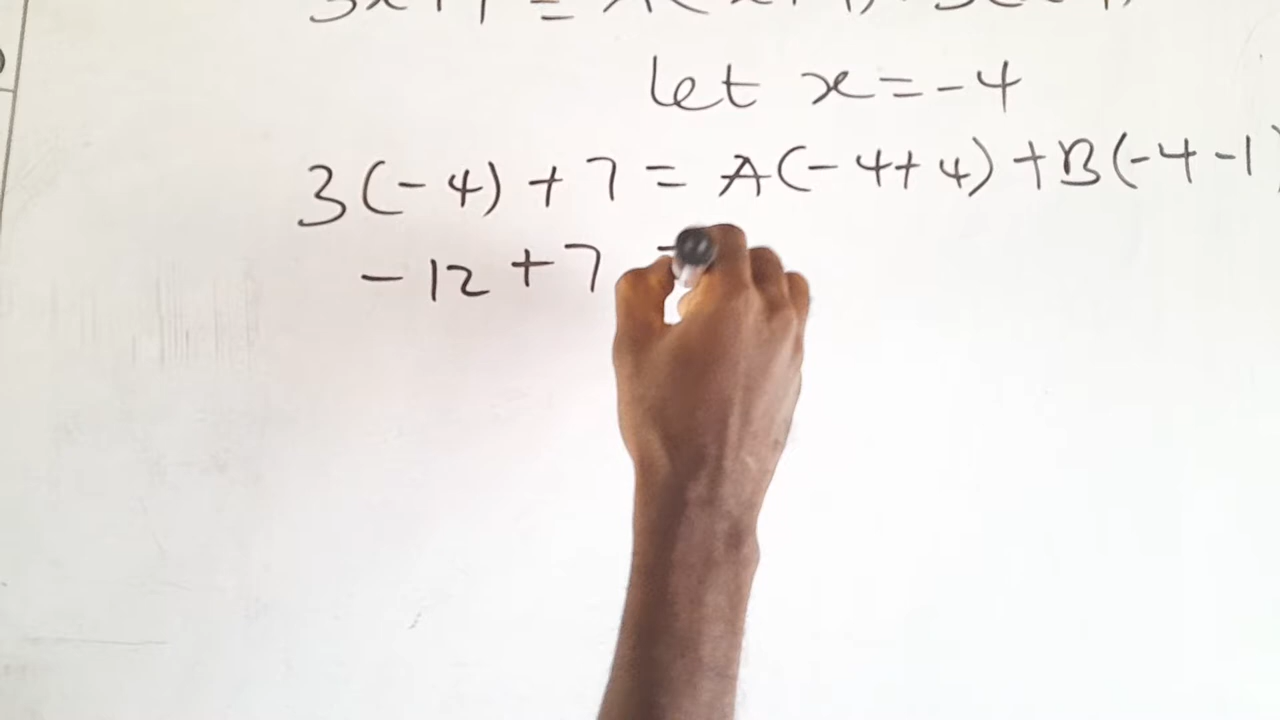 let x = -4
3(-4) + 7 = A(-4+4) + B(-4-1)
-12 + 7 =